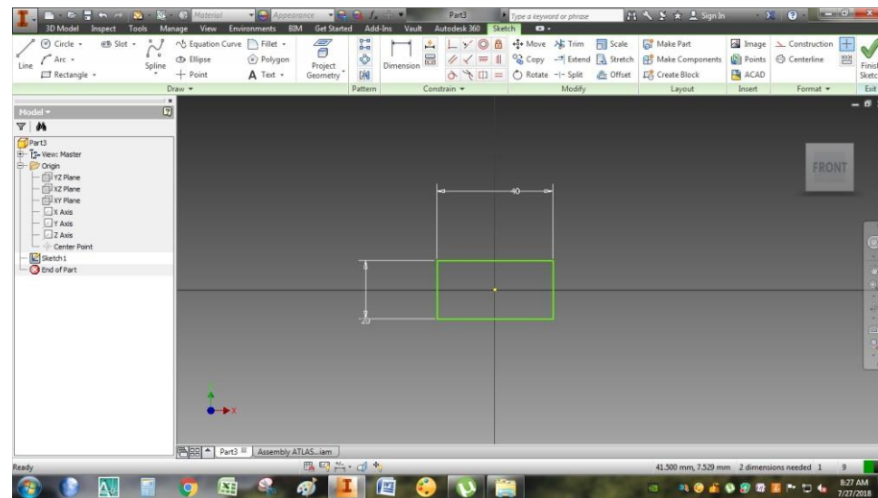 Material
Appearance
Part3
Type a keyword or phrase
Sign In
3D Model Inspect Tools Manage View Environments BIM Get Started Add-Ins Vault Autodesk 360 Sketch
Line
Circle
Arc
Rectangle
Slot
Spline
Equation Curve
Ellipse
Point
Fillet
Polygon
A Text
Project
Geometry
Dimension
Move
Copy
Rotate
Trim
Extend
Split
Scale
Stretch
Offset
Make Part
Make Components
Create Block
Image
Points
ACAD
Construction
Centerline
Draw Pattern Constrain Modify Layout Insert Format Exit
Model
Part3
View: Master
Origin
YZ Plane
XZ Plane
XY Plane
X Axis
Y Axis
Z Axis
Center Point
Sketch1
End of Part
FRONT
40
20
X
Part3 Assembly ATLAS...iam
Ready
41.500 mm, 7.529 mm 2 dimensions needed 1 9
8:27 AM
7/27/2018